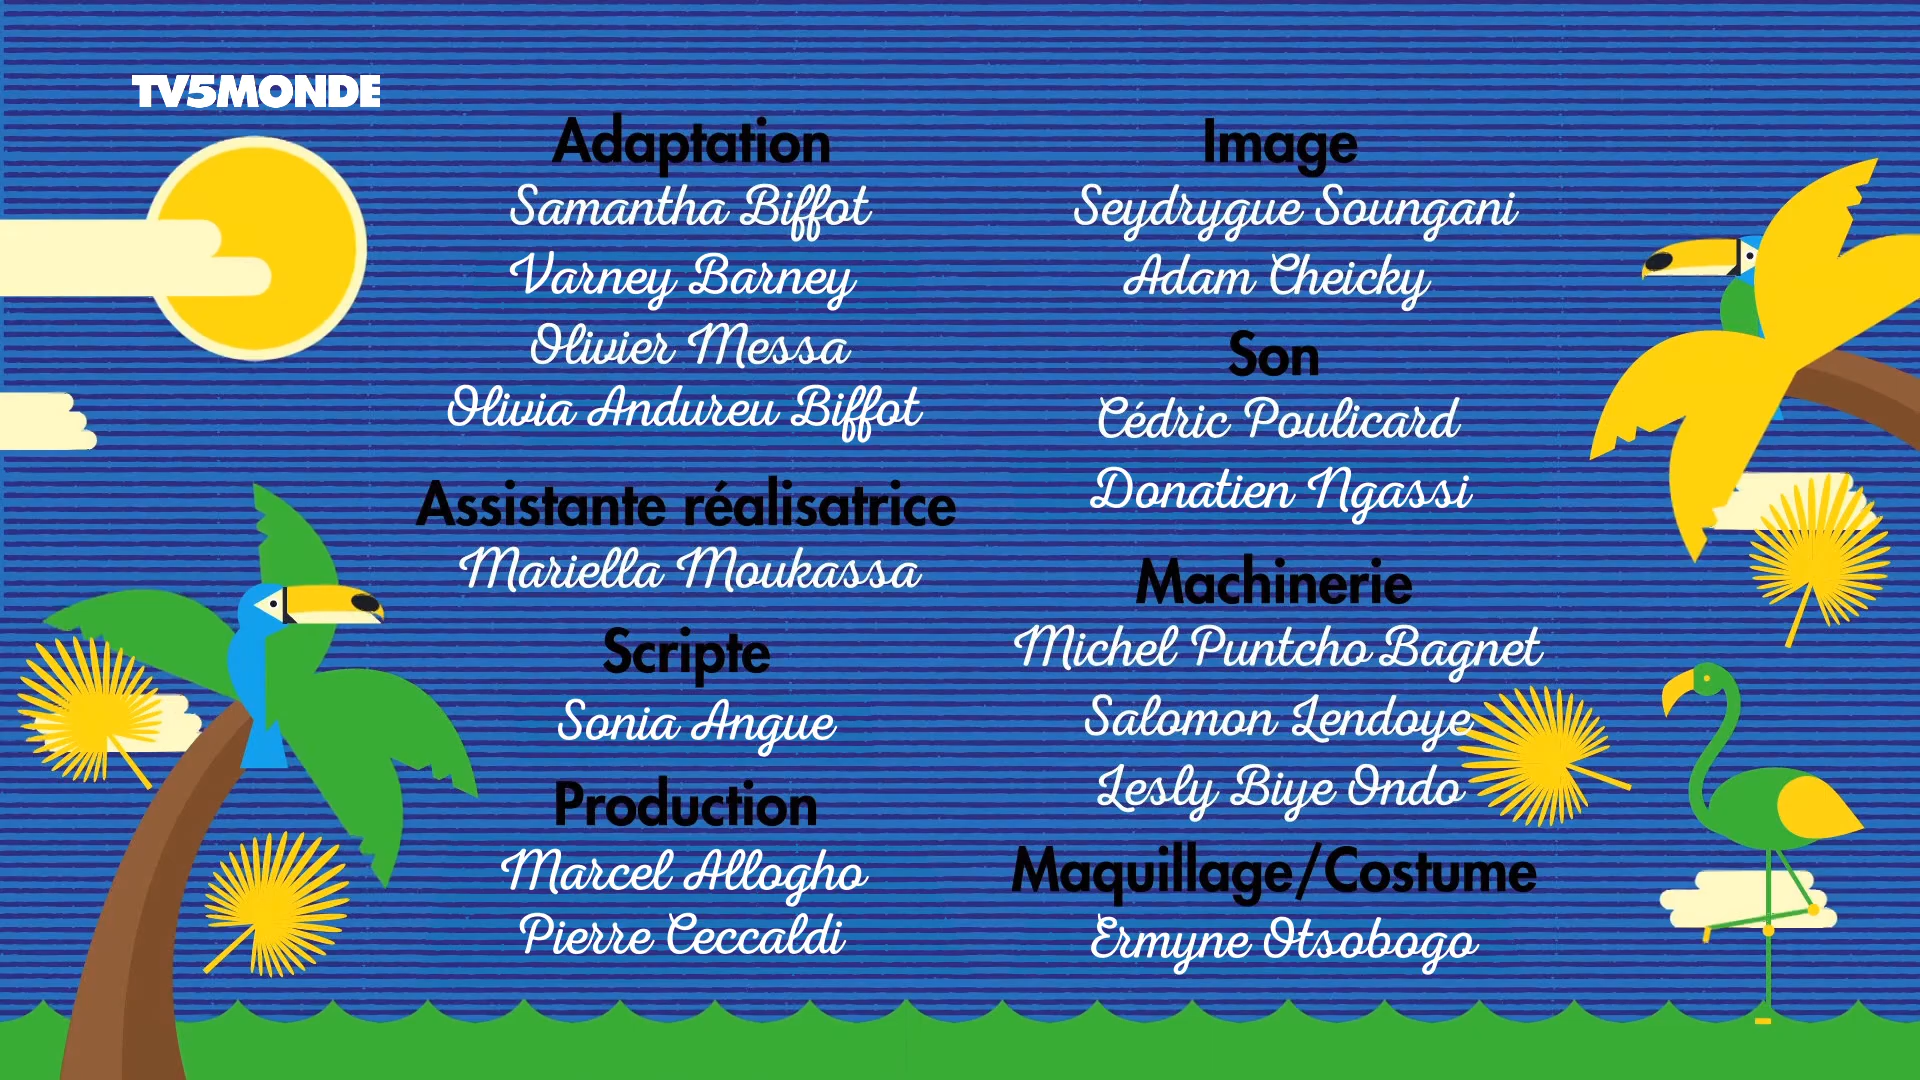 TV5MONDE
Adaptation
Samantha Biffot
Varney Barney
Olivier Messa
Olivia Andureu Biffot
Assistante réalisatrice
Mariella Moukassa
Scripte
Sonia Angue
Production
Marcel Allogho
Pierre Ceccaldi
Image
Seydrygue Soungani
Adam Cheicky
Son
Cédric Poulicard
Donatien Ngassi
Machinerie
Michel Puntcho Bagnet
Salomon Lendoye
Lesly Biye Ondo
Maquillage/Costume
Ermyne Otsobogo